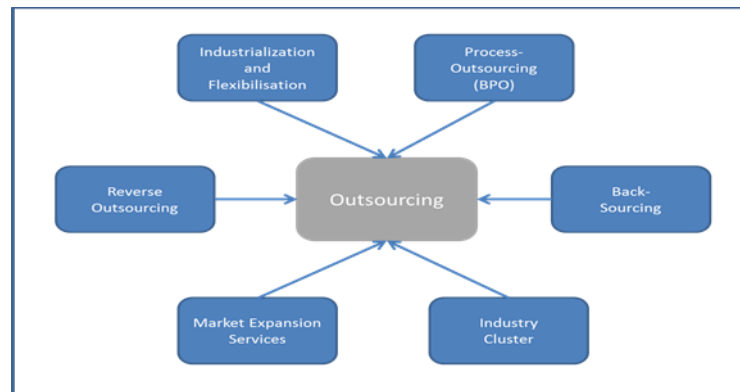 Industrialization
and
Flexibilisation
Process-
Outsourcing
(BPO)
Reverse
Outsourcing
Outsourcing
Back-
Sourcing
Market Expansion
Services
Industry
Cluster